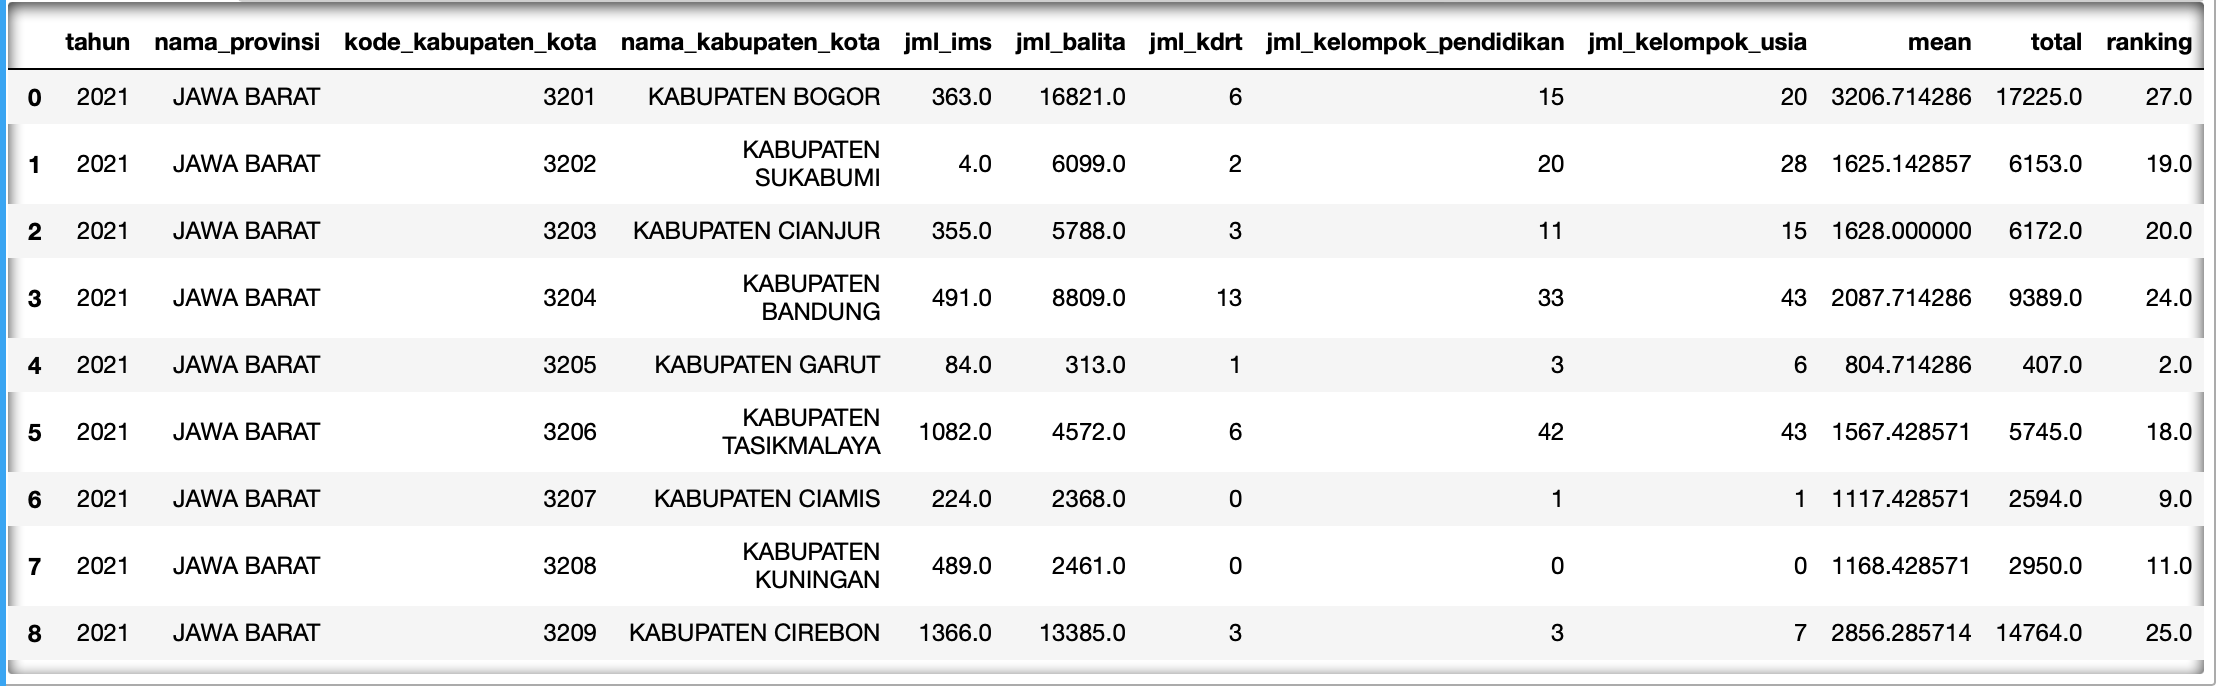 tahun nama_provinsi kode_kabupaten_kota nama_kabupaten_kota jml_ims jml_balita jml_kdrt jml_kelompok_pendidikan jml_kelompok_usia mean total ranking
0 2021 JAWA BARAT 3201 KABUPATEN BOGOR 363.0 16821.0 6 15 20 3206.714286 17225.0 27.0
1 2021 JAWA BARAT 3202 KABUPATEN SUKABUMI 4.0 6099.0 2 20 28 1625.142857 6153.0 19.0
2 2021 JAWA BARAT 3203 KABUPATEN CIANJUR 355.0 5788.0 3 11 15 1628.000000 6172.0 20.0
3 2021 JAWA BARAT 3204 KABUPATEN BANDUNG 491.0 8809.0 13 33 43 2087.714286 9389.0 24.0
4 2021 JAWA BARAT 3205 KABUPATEN GARUT 84.0 313.0 1 3 6 804.714286 407.0 2.0
5 2021 JAWA BARAT 3206 KABUPATEN TASIKMALAYA 1082.0 4572.0 6 42 43 1567.428571 5745.0 18.0
6 2021 JAWA BARAT 3207 KABUPATEN CIAMIS 224.0 2368.0 0 1 1 1117.428571 2594.0 9.0
7 2021 JAWA BARAT 3208 KABUPATEN KUNINGAN 489.0 2461.0 0 0 0 1168.428571 2950.0 11.0
8 2021 JAWA BARAT 3209 KABUPATEN CIREBON 1366.0 13385.0 3 3 7 2856.285714 14764.0 25.0